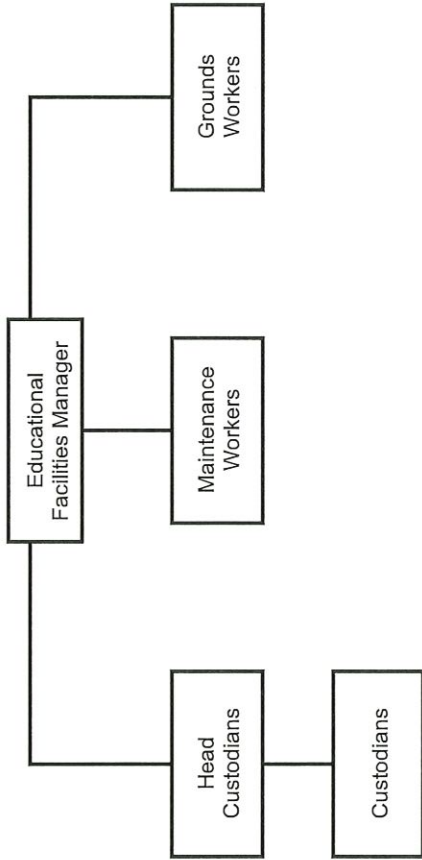 Educational
Facilities Manager
Head
Custodians
Maintenance
Workers
Grounds
Workers
Custodians